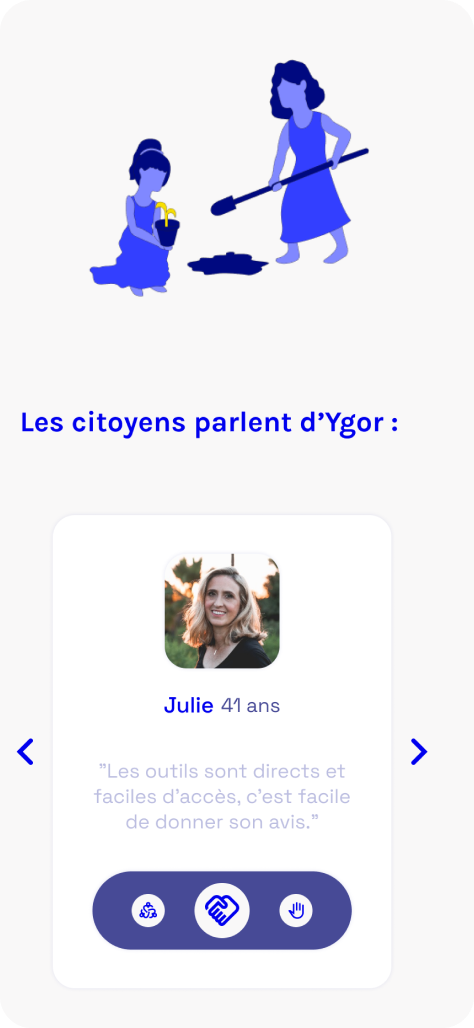 Les citoyens parlent d’Ygor :
Julie 41 ans
”Les outils sont directs et
faciles d’accès, c’est facile
de donner son avis.”